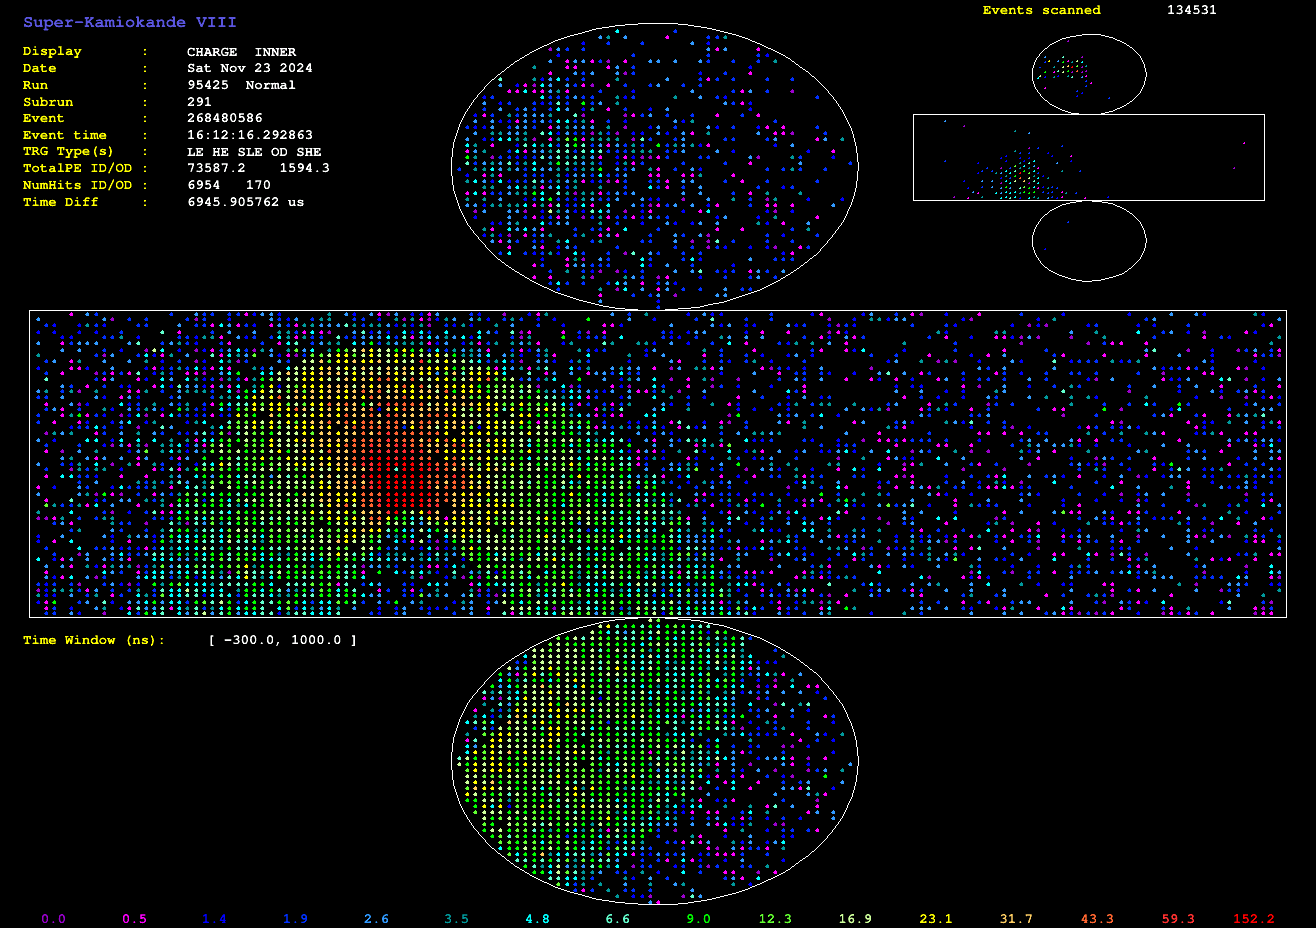 Super-Kamiokande VIII
Events scanned 134531
Display : CHARGE INNER
Date : Sat Nov 23 2024
Run : 95425 Normal
Subrun : 291
Event : 268480586
Event time : 16:12:16.292863
TRG Type(s) : LE HE SLE OD SHE
TotalPE ID/OD : 73587.2 1594.3
NumHits ID/OD : 6954 170
Time Diff : 6945.905762 us
Time Window (ns): [ -300.0, 1000.0 ]
0.0 0.5 1.4 1.9 2.6 3.5 4.8 6.6 9.0 12.3 16.9 23.1 31.7 43.3 59.3 152.2